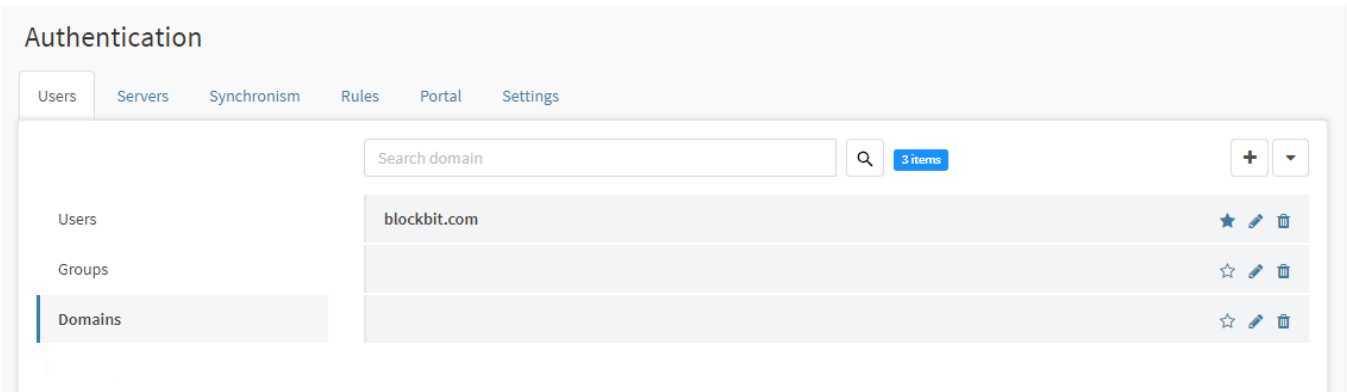 Authentication
Users Servers Synchronism Rules Portal Settings
Search domain 3 items
Users
blockbit.com
Groups
Domains